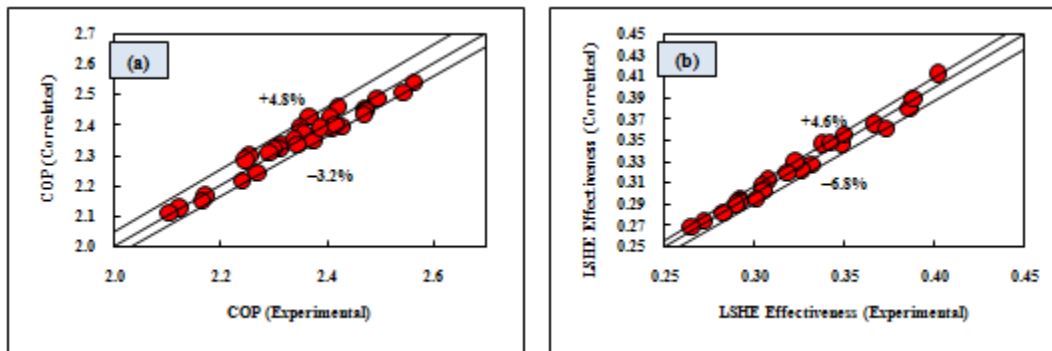 2.7
2.6
2.5
2.4
2.3
2.2
2.1
2.0
COP (Correlated)
(a)
+4.8%
−3.2%
2.0 2.2 2.4 2.6
COP (Experimental)
0.45
0.43
0.41
0.39
0.37
0.35
0.33
0.31
0.29
0.27
0.25
LSHE Effectiveness (Correlated)
(b)
+4.6%
−6.8%
0.25 0.30 0.35 0.40 0.45
LSHE Effectiveness (Experimental)